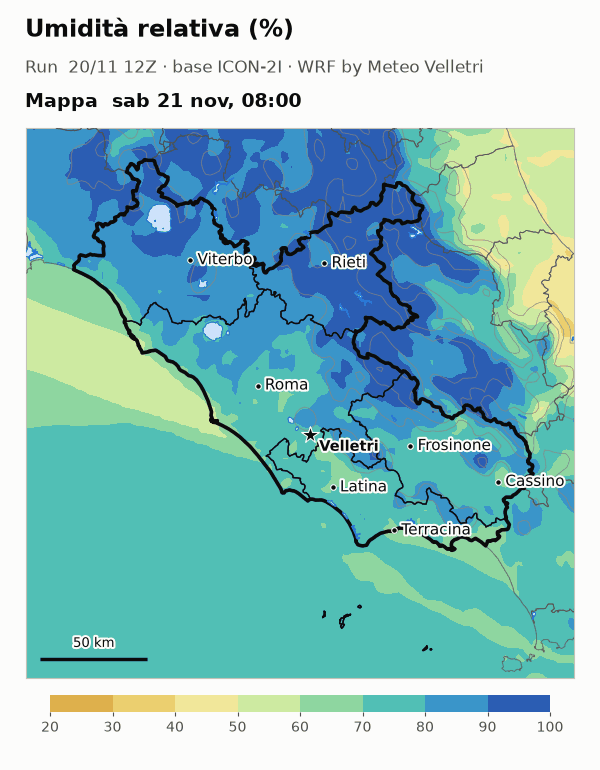 Umidità relativa (%)
Run  20/11 12Z · base ICON-2I · WRF by Meteo Velletri
Mappa  sab 21 nov, 08:00
Viterbo
Rieti
Roma
Velletri
Frosinone
Cassino
Latina
Terracina
50 km
20 30 40 50 60 70 80 90 100